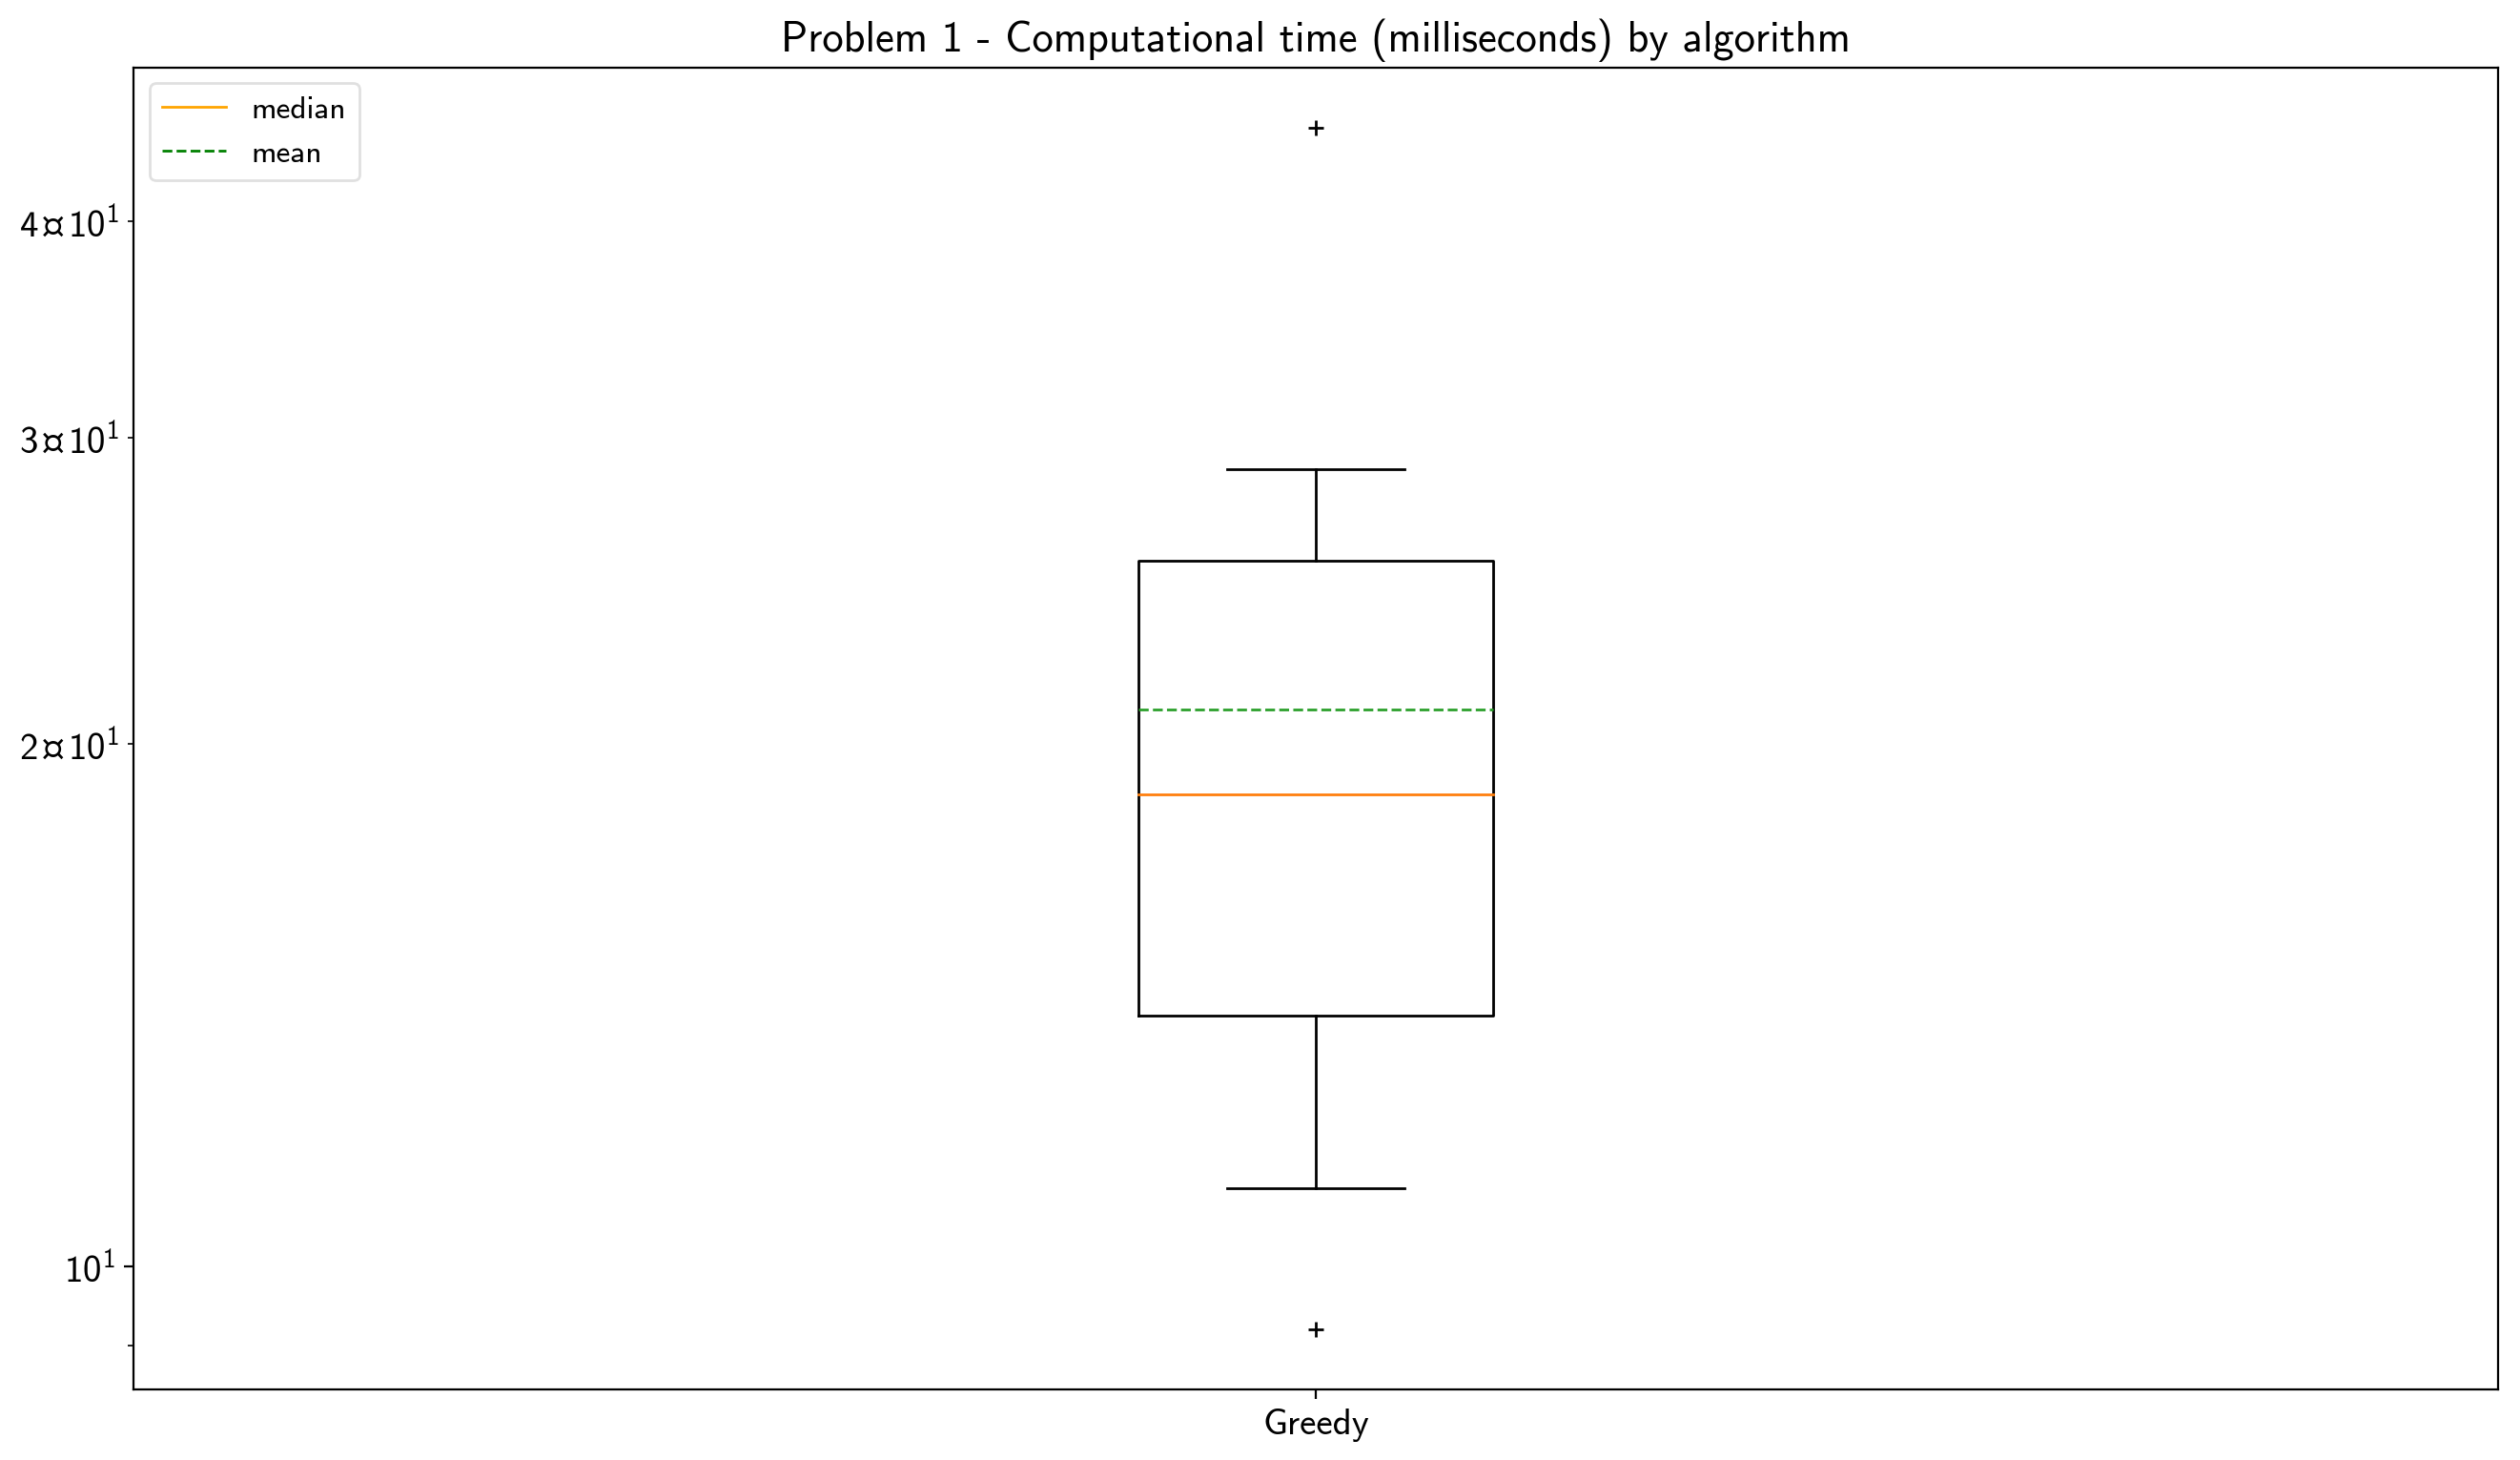 Problem 1 - Computational time (milliseconds) by algorithm
median
mean
4¤10¹
3¤10¹
2¤10¹
10¹
Greedy